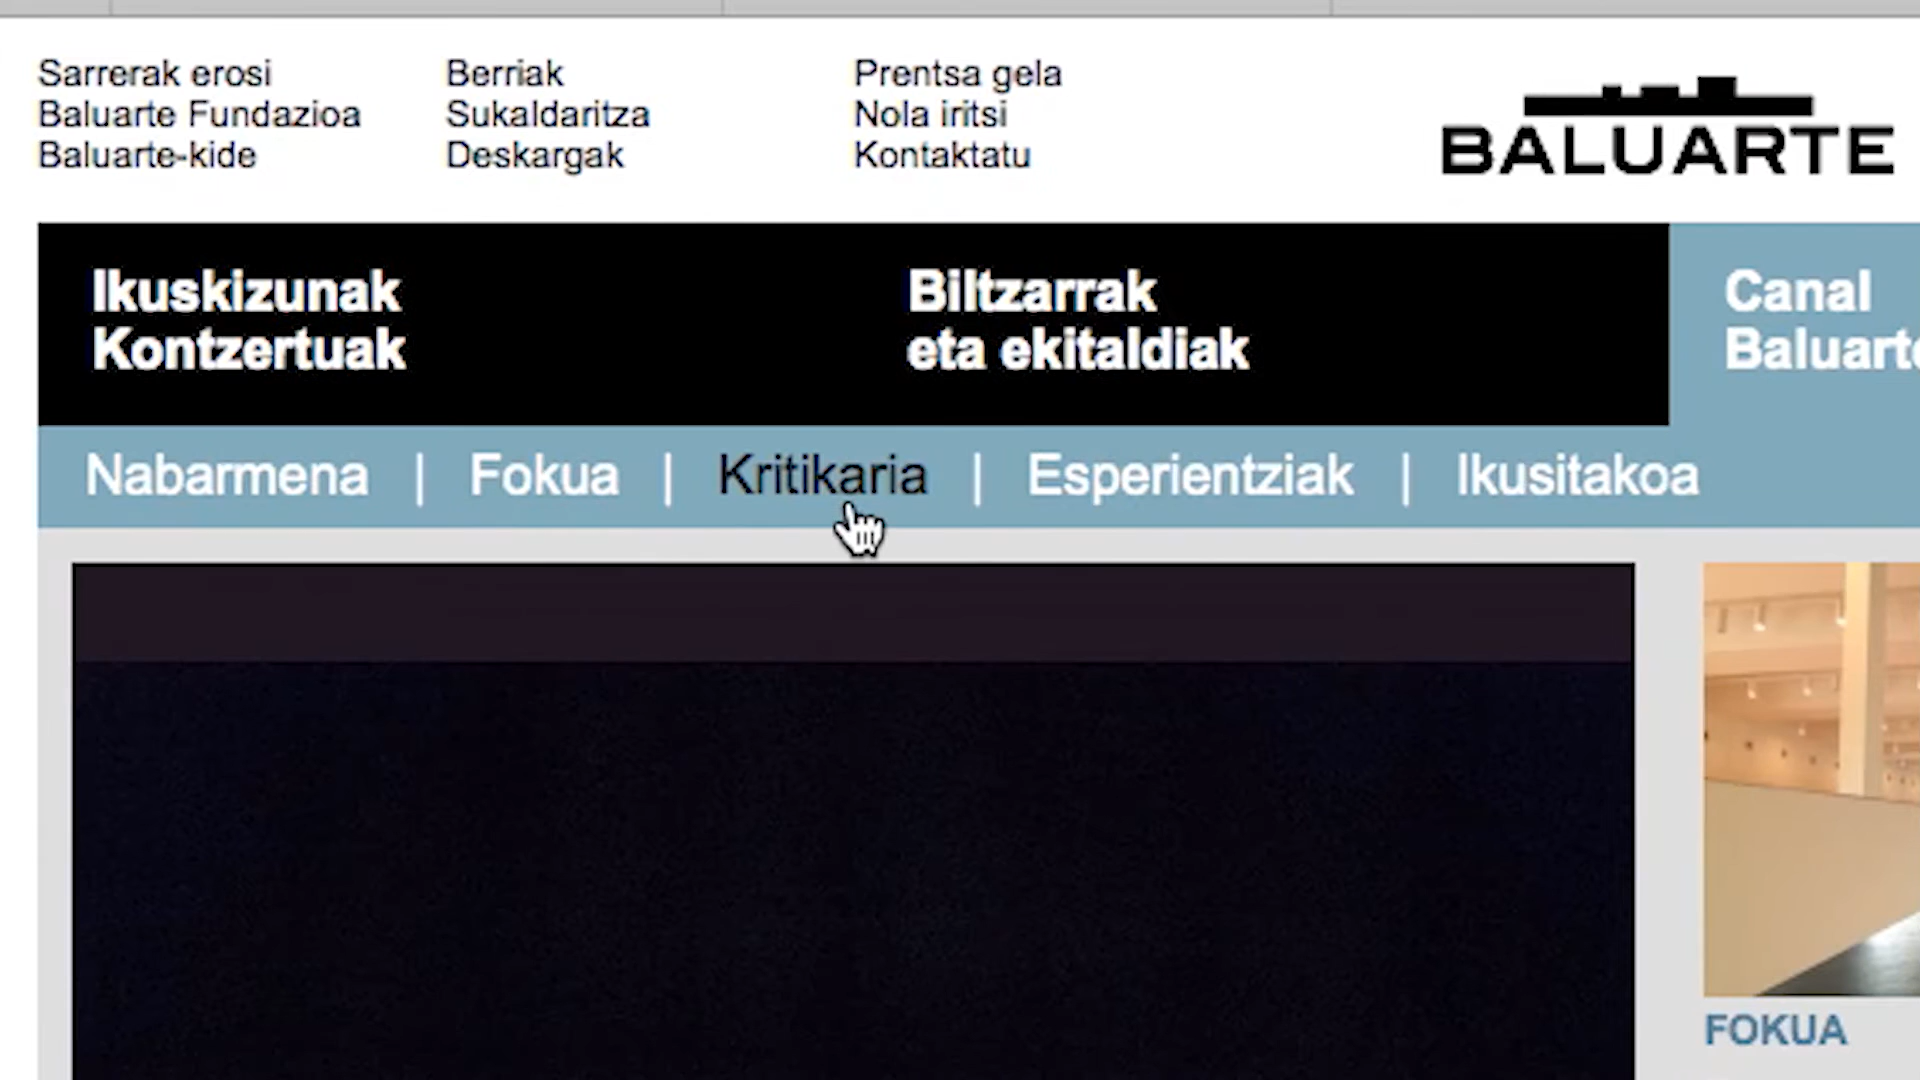 Sarrerak erosi
Baluarte Fundazioa
Baluarte-kide
Berriak
Sukaldaritza
Deskargak
Prentsa gela
Nola iritsi
Kontaktatu
BALUARTE
Ikuskizunak
Kontzertuak
Biltzarrak
eta ekitaldiak
Canal
Baluarte
Nabarmena | Fokua | Kritikaria | Esperientziak | Ikusitakoa
FOKUA